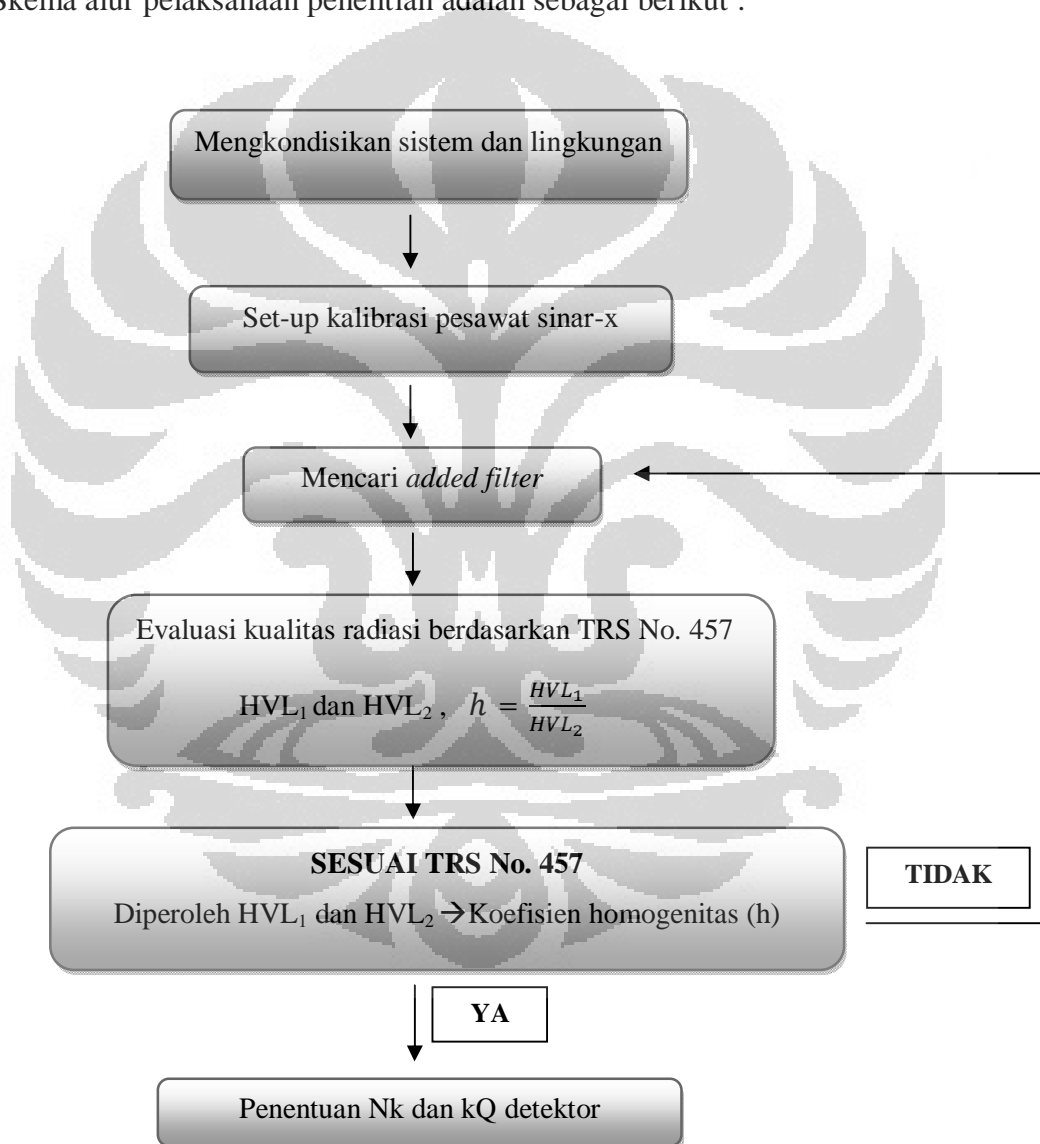 Skema alur pelaksanaan penelitian adalah sebagai berikut :
Mengkondisikan sistem dan lingkungan
Set-up kalibrasi pesawat sinar-x
Mencari added filter
Evaluasi kualitas radiasi berdasarkan TRS No. 457
HVL₁ dan HVL₂ , h = HVL₁/HVL₂
SESUAI TRS No. 457
Diperoleh HVL₁ dan HVL₂ →Koefisien homogenitas (h)
TIDAK
YA
Penentuan Nk dan kQ detektor